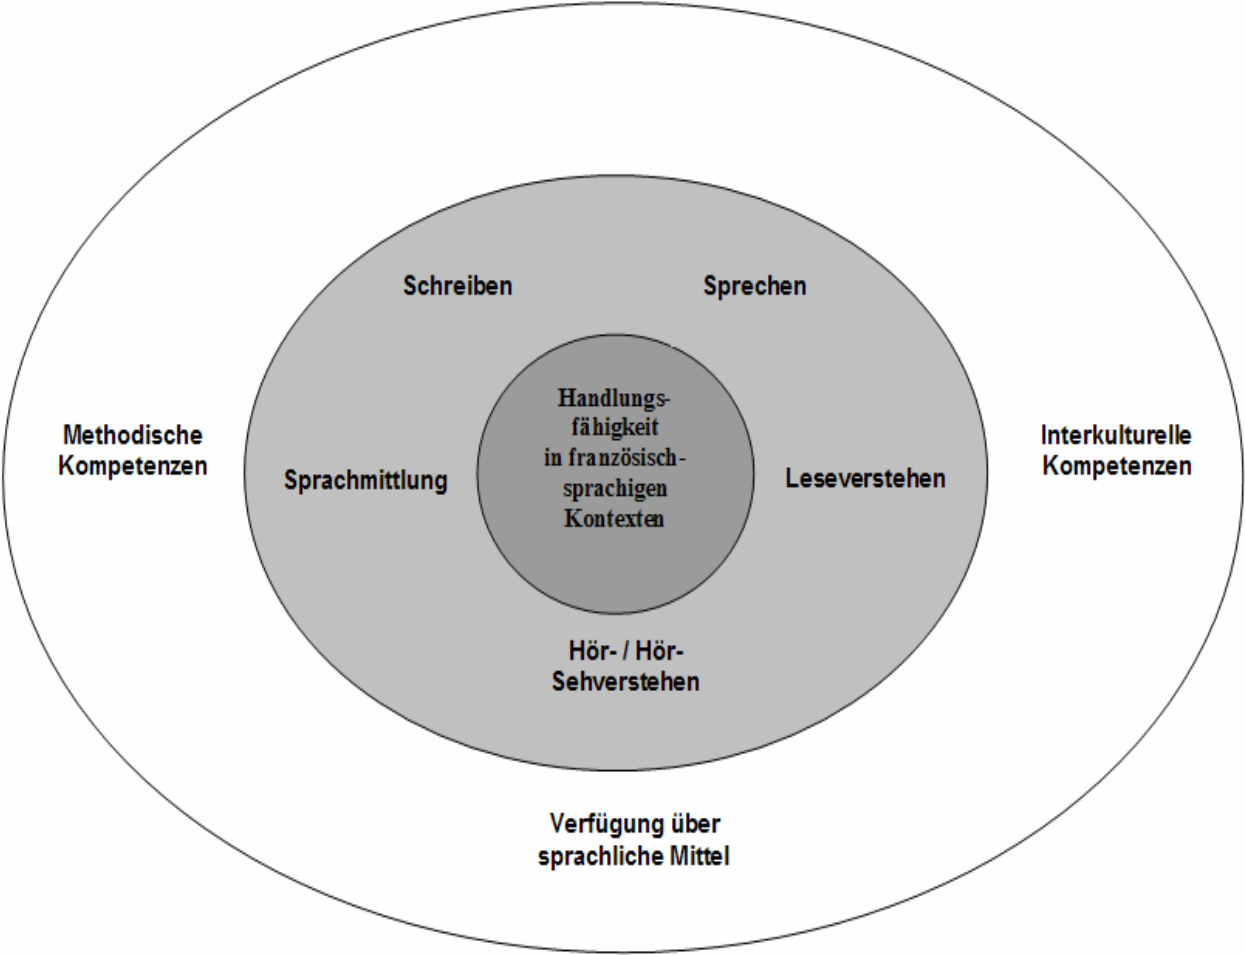 Schreiben
Sprechen
Handlungs-
fähigkeit
in französisch-
sprachigen
Kontexten
Methodische
Kompetenzen
Interkulturelle
Kompetenzen
Sprachmittlung
Leseverstehen
Hör- / Hör-
Sehverstehen
Verfügung über
sprachliche Mittel